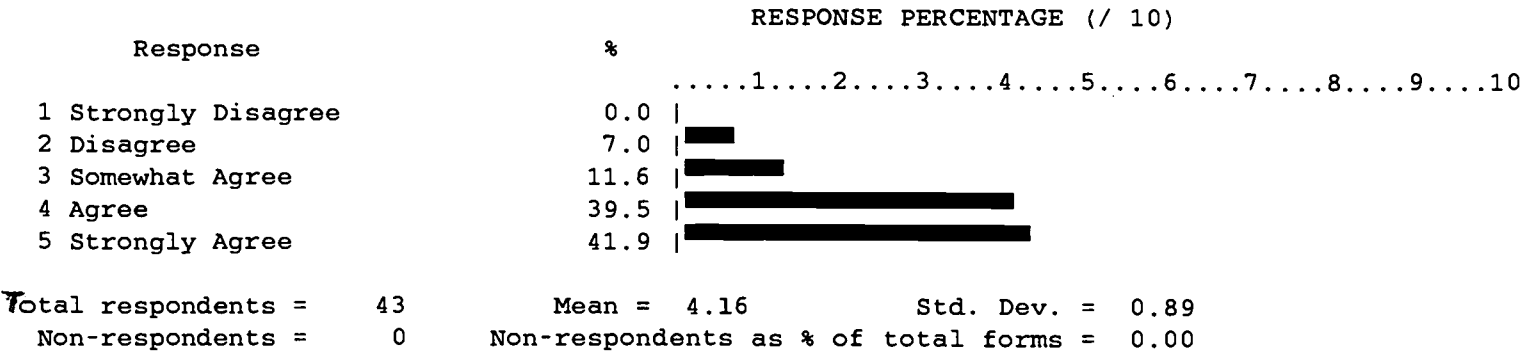 RESPONSE PERCENTAGE (/ 10)
Response %
.....1....2....3....4....5....6....7....8....9....10
1 Strongly Disagree 0.0 |
2 Disagree 7.0 |
3 Somewhat Agree 11.6 |
4 Agree 39.5 |
5 Strongly Agree 41.9 |
Total respondents = 43 Mean = 4.16 Std. Dev. = 0.89
Non-respondents = 0 Non-respondents as % of total forms = 0.00